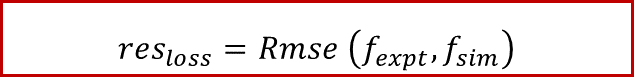 res_loss = Rmse (f_expt, f_sim)